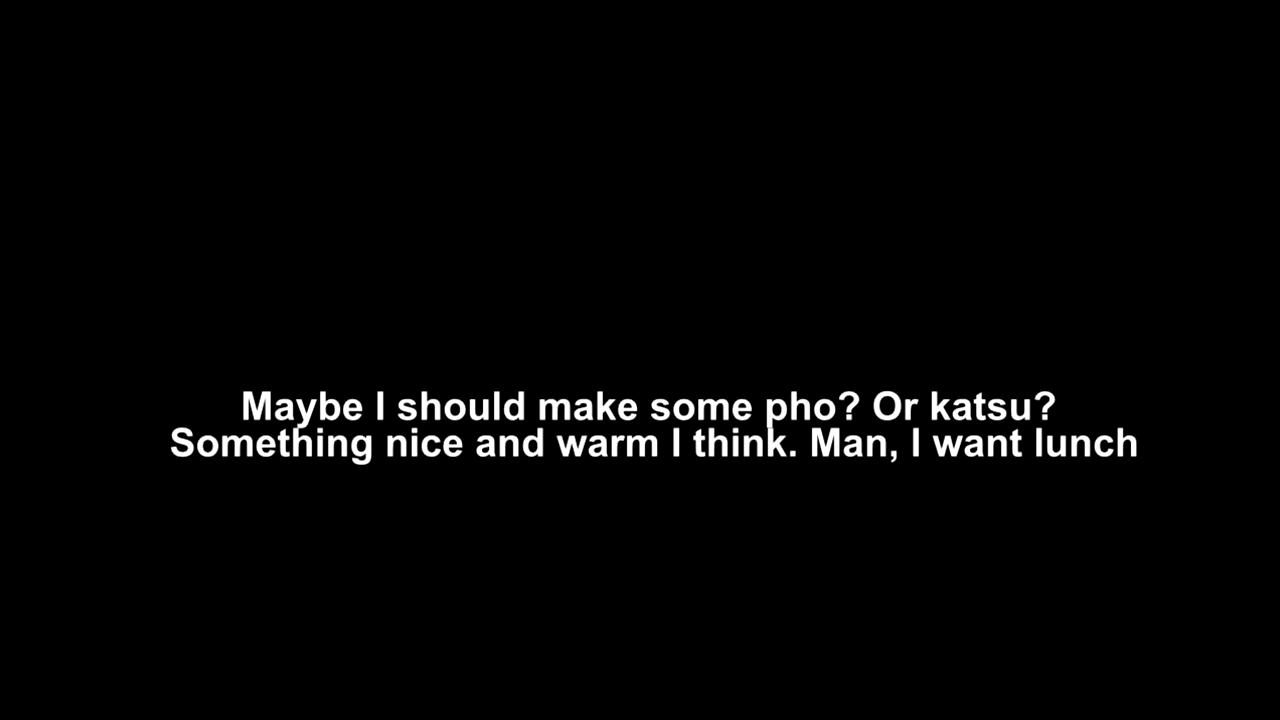 Maybe I should make some pho? Or katsu?
Something nice and warm I think. Man, I want lunch